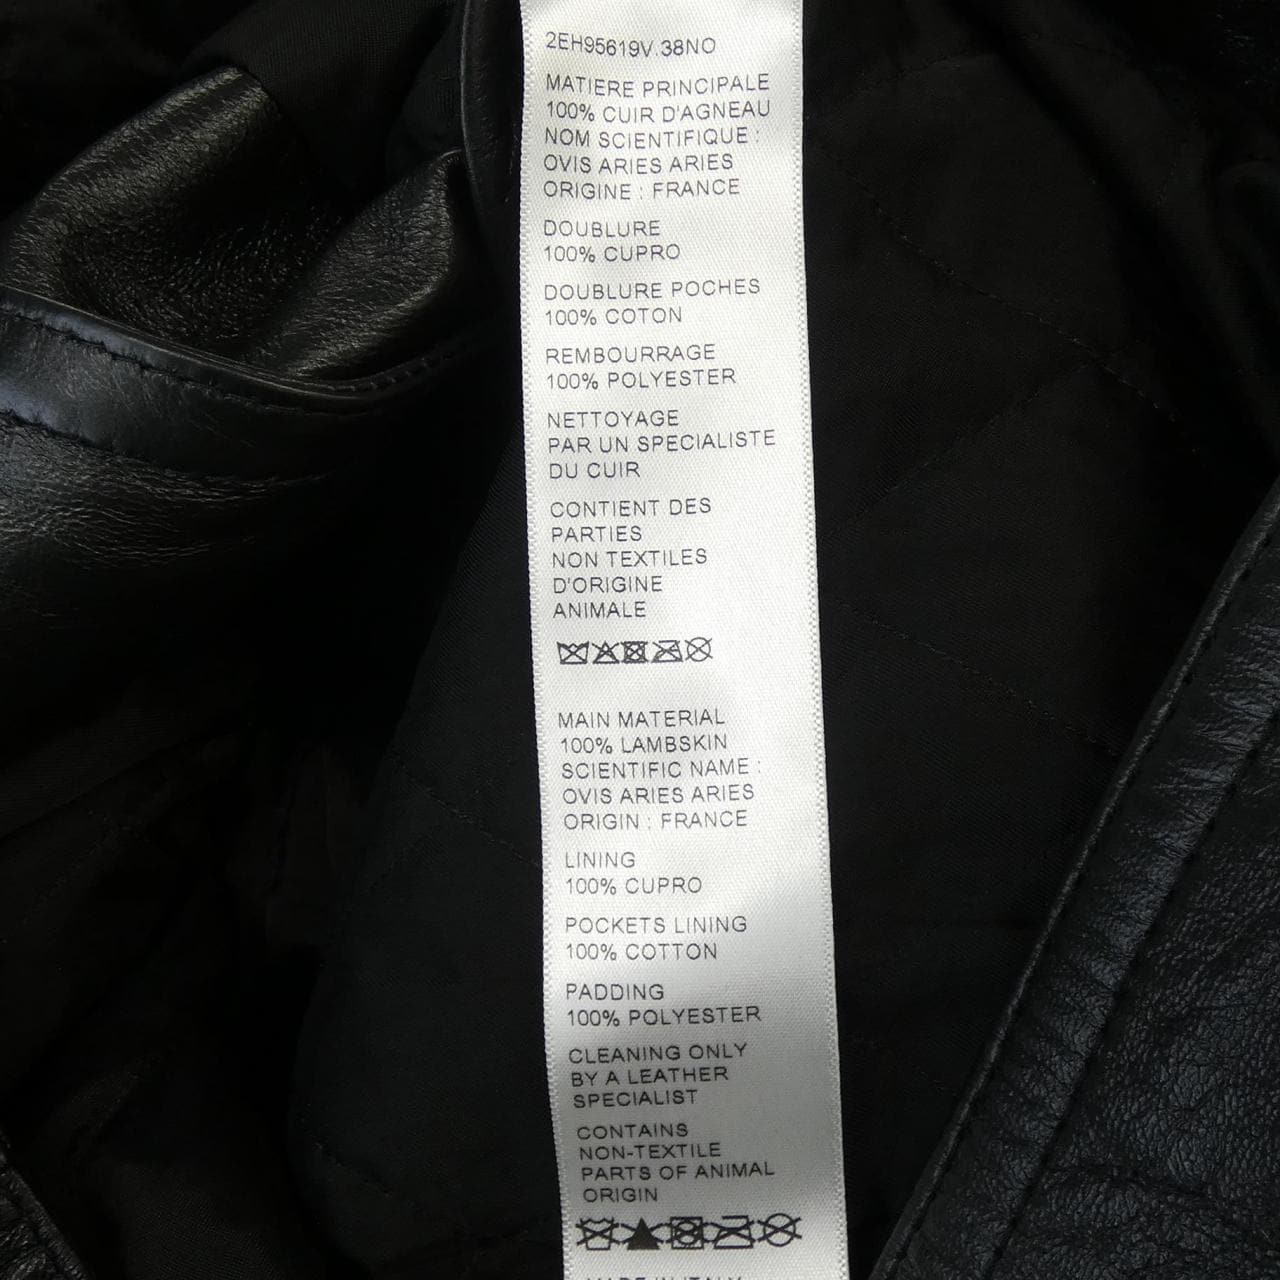 2EH95619V.38NO
MATIERE PRINCIPALE
100% CUIR D'AGNEAU
NOM SCIENTIFIQUE :
OVIS ARIES ARIES
ORIGINE : FRANCE
DOUBLURE
100% CUPRO
DOUBLURE POCHES
100% COTON
REMBOURRAGE
100% POLYESTER
NETTOYAGE
PAR UN SPECIALISTE
DU CUIR
CONTIENT DES
PARTIES
NON TEXTILES
D'ORIGINE
ANIMALE
MAIN MATERIAL
100% LAMBSKIN
SCIENTIFIC NAME :
OVIS ARIES ARIES
ORIGIN : FRANCE
LINING
100% CUPRO
POCKETS LINING
100% COTTON
PADDING
100% POLYESTER
CLEANING ONLY
BY A LEATHER
SPECIALIST
CONTAINS
NON-TEXTILE
PARTS OF ANIMAL
ORIGIN
MADE IN ITALY